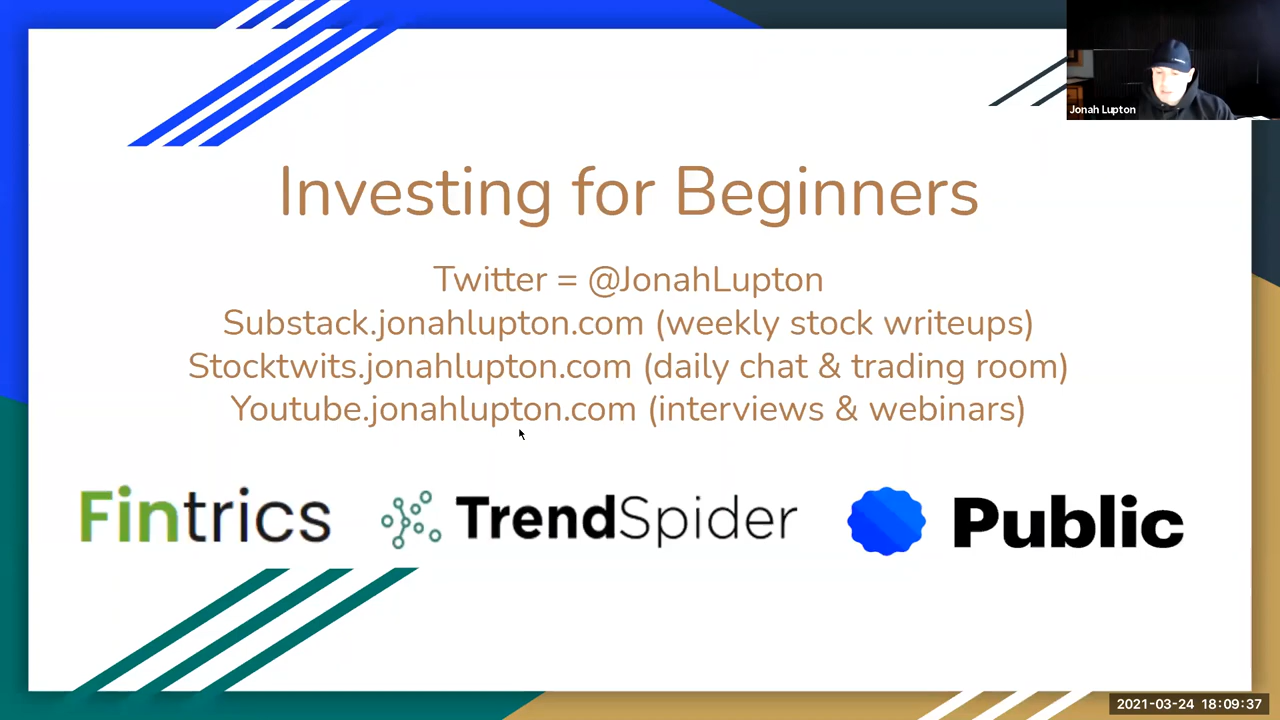 Jonah Lupton
Investing for Beginners
Twitter = @JonahLupton
Substack.jonahlupton.com (weekly stock writeups)
Stocktwits.jonahlupton.com (daily chat & trading room)
Youtube.jonahlupton.com (interviews & webinars)
Fintrics
TrendSpider
Public
2021-03-24 18:09:37